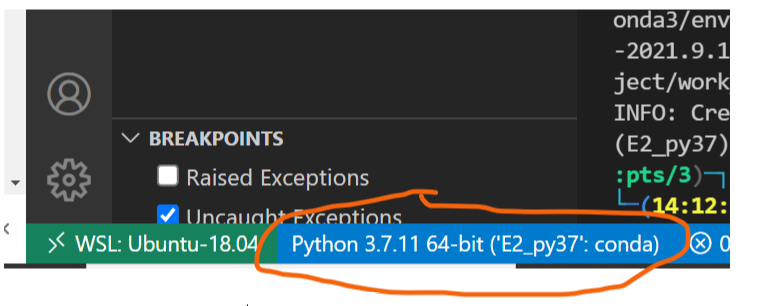 onda3/env
-2021.9.1
ject/work
INFO: Cre
(E2_py37)
:pts/3)
(14:12:
BREAKPOINTS
Raised Exceptions
Uncaught Exceptions
WSL: Ubuntu-18.04
Python 3.7.11 64-bit ('E2_py37': conda)
0